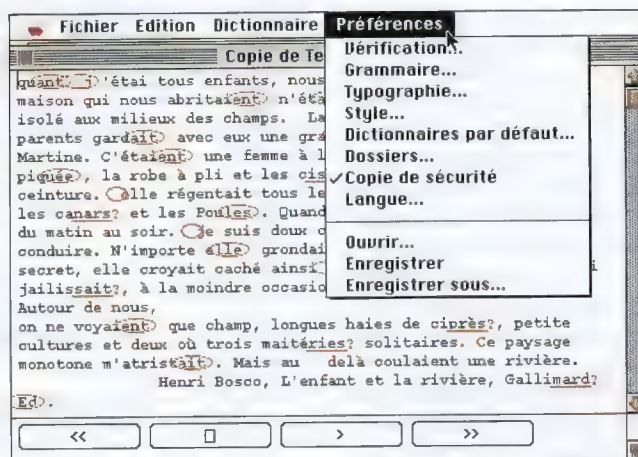 Fichier Edition Dictionnaire Préférences
Copie de Te
Vérification...
Grammaire...
Typographie...
Style...
Dictionnaires par défaut...
Dossiers...
✓Copie de sécurité
Langue...
Ouvrir...
Enregistrer
Enregistrer sous...
quant j'étai tous enfants, nous
maison qui nous abritaient n'éta
isolé aux milieux des champs. La
parents gardait avec eux une gra
Martine. C'étaient une femme à l
piquée, la robe à pli et les cis
ceinture. elle régentait tous le
les canars? et les Poules. Quand
du matin au soir. Je suis doux c
conduire. N'importe elle grondai
secret, elle croyait caché ainsi
jailissait?, à la moindre occasio
Autour de nous,
on ne voyaient que champ, longues haies de ciprès?, petite
cultures et deux où trois maitéries? solitaires. Ce paysage
monotone m'atristait. Mais au delà coulaient une rivière.
Henri Bosco, L'enfant et la rivière, Gallimard?
Ed.
<< □ > >>